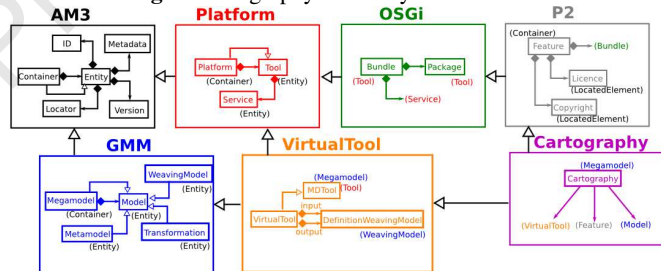 AM3
Platform
OSGi
P2
ID
Metadata
Container
Entity
Locator
Version
Platform
Tool
(Container)
(Entity)
Service
(Entity)
Bundle
Package
(Tool)
(Tool)
(Service)
(Container)
Feature
(Bundle)
Licence
(LocatedElement)
Copyright
(LocatedElement)
GMM
VirtualTool
Cartography
WeavingModel
(Entity)
Megamodel
Model
(Container)
(Entity)
Metamodel
Transformation
(Entity)
(Entity)
(Megamodel)
MDTool
(Tool)
input
VirtualTool
DefinitionWeavingModel
output
(WeavingModel)
(Megamodel)
Cartography
(VirtualTool)
(Feature)
(Model)